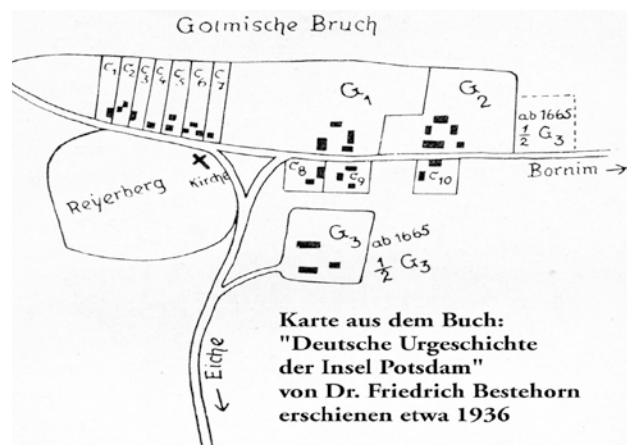 Golmische Bruch
C1
C2
C3
C4
C5
C6
C7
G1
G2
ab 1665
1/2 G3
Bornim →
Kirche
Reyerberg
C8
C9
C10
G3 ab 1665
1/2 G3
← Eiche
Karte aus dem Buch:
"Deutsche Urgeschichte
der Insel Potsdam"
von Dr. Friedrich Bestehorn
erschienen etwa 1936